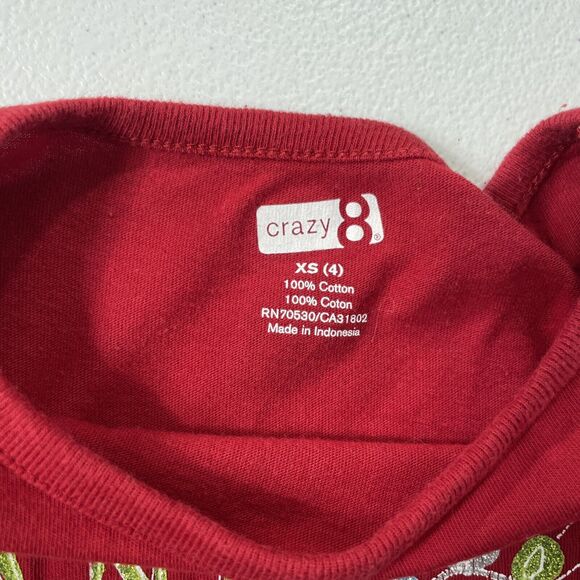 crazy 8®
XS (4)
100% Cotton
100% Coton
RN70530/CA31802
Made in Indonesia